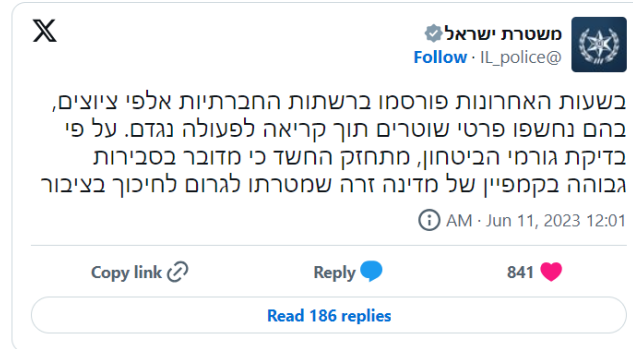 משטרת ישראל
@IL_police · Follow
בשעות האחרונות פורסמו ברשתות החברתיות אלפי ציוצים,
בהם נחשפו פרטי שוטרים תוך קריאה לפעולה נגדם. על פי
בדיקת גורמי הביטחון, מתחזק החשד כי מדובר בסבירות
גבוהה בקמפיין של מדינה זרה שמטרתו לגרום לחיכוך בציבור
12:01 AM · Jun 11, 2023
841 Reply Copy link
Read 186 replies